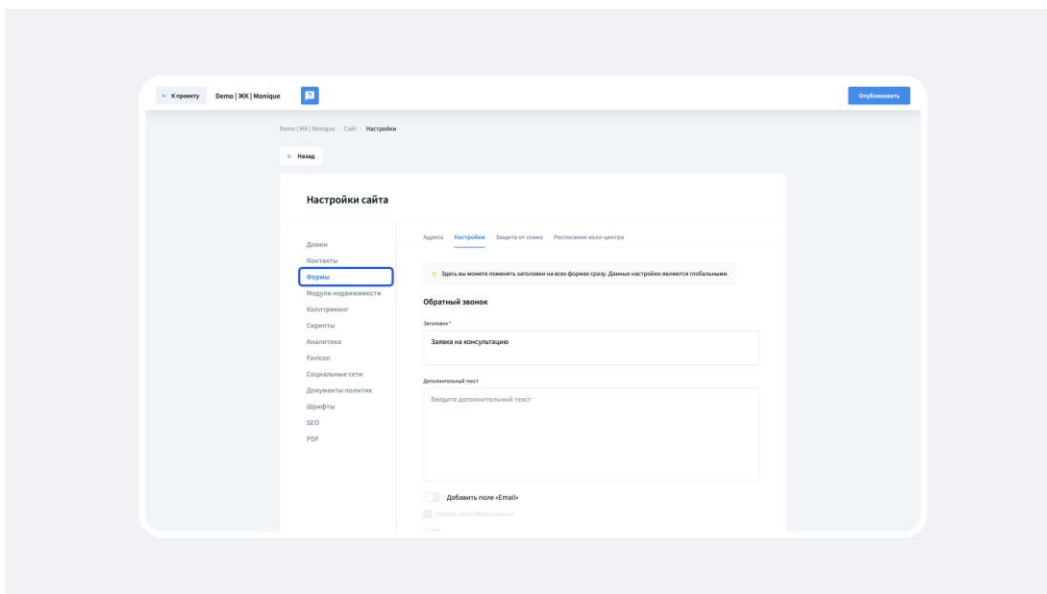 ← К проекту
Demo | ЖК | Monique
Опубликовать
Demo | ЖК | Monique / Сайт / Настройки
← Назад
Настройки сайта
Домен
Контакты
Формы
Модули недвижимости
Коллтрекинг
Скрипты
Аналитика
Favicon
Социальные сети
Документы политик
Шрифты
SEO
PDF
Адреса Настройки Защита от спама Расписание колл-центра
Здесь вы можете поменять заголовки на всех формах сразу. Данные настройки являются глобальными.
Обратный звонок
Заголовок *
Заявка на консультацию
Дополнительный текст
Введите дополнительный текст
Добавить поле «Email»
Сделать поле обязательным